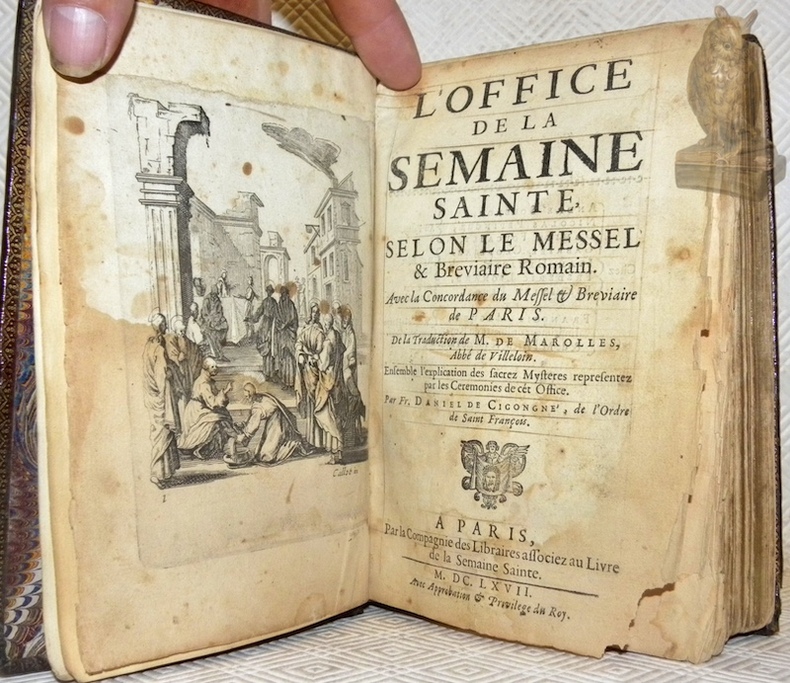 Callot in
1
L'OFFICE
DE LA
SEMAINE
SAINTE,
SELON LE MESSEL
& Breviaire Romain.
Avec la Concordance du Messel & Breviaire
de PARIS.
De la Traduction de M. DE MAROLLES,
Abbé de Villeloin.
Ensemble l'explication des sacrez Mysteres representez
par les Ceremonies de cét Office.
Par Fr. DANIEL DE CIGONGNE', de l'Ordre
de Saint François.
A PARIS,
Par la Compagnie des Libraires associez au Livre
de la Semaine Sainte.
M. DC. LXVII.
Avec Approbation & Privilege du Roy.